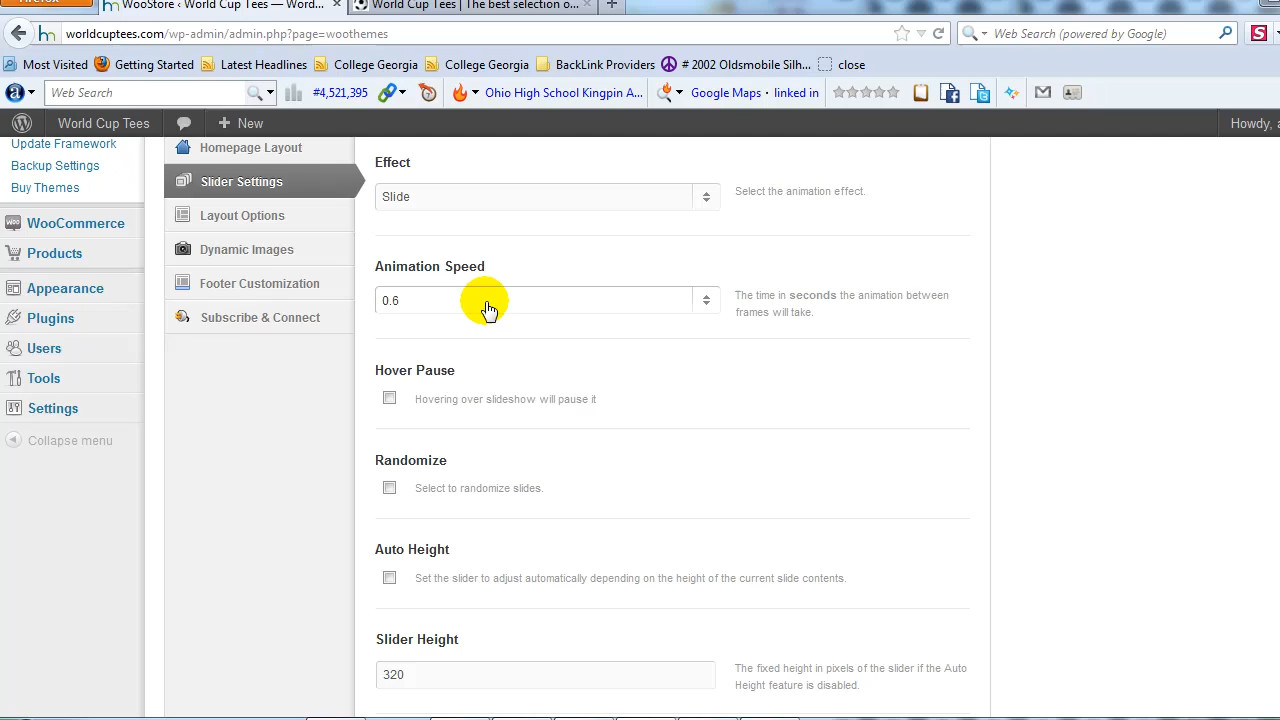 Firefox
WooStore ‹ World Cup Tees — Word... ×
World Cup Tees | The best selection o... ×
worldcuptees.com/wp-admin/admin.php?page=woothemes
Web Search (powered by Google)
Most Visited Getting Started Latest Headlines College Georgia College Georgia BackLink Providers # 2002 Oldsmobile Silh... close
Web Search #4,521,395 Ohio High School Kingpin A... Google Maps · linked in
World Cup Tees + New Howdy, a
Update Framework
Backup Settings
Buy Themes
WooCommerce
Products
Appearance
Plugins
Users
Tools
Settings
Collapse menu
Homepage Layout
Slider Settings
Layout Options
Dynamic Images
Footer Customization
Subscribe & Connect
Effect
Slide
Select the animation effect.
Animation Speed
0.6
The time in seconds the animation between
frames will take.
Hover Pause
Hovering over slideshow will pause it
Randomize
Select to randomize slides.
Auto Height
Set the slider to adjust automatically depending on the height of the current slide contents.
Slider Height
320
The fixed height in pixels of the slider if the Auto
Height feature is disabled.